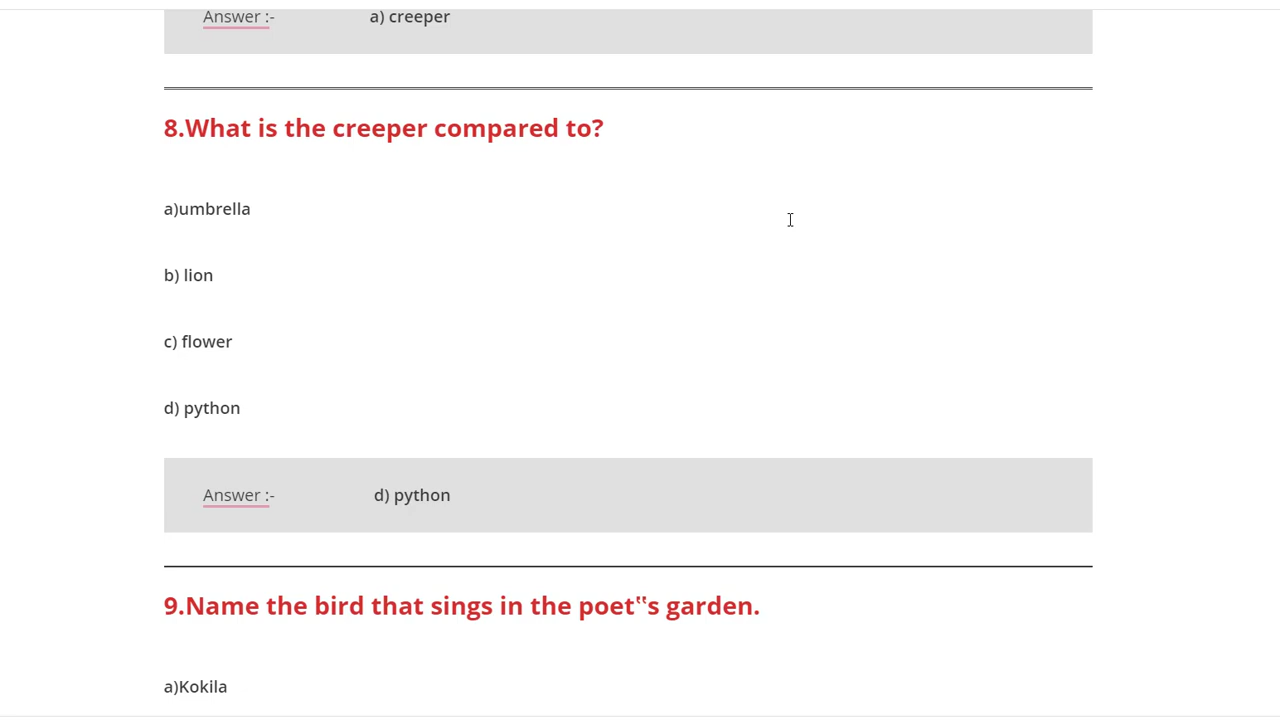 Answer :- a) creeper
8.What is the creeper compared to?
a)umbrella
b) lion
c) flower
d) python
Answer :- d) python
9.Name the bird that sings in the poet‟s garden.
a)Kokila